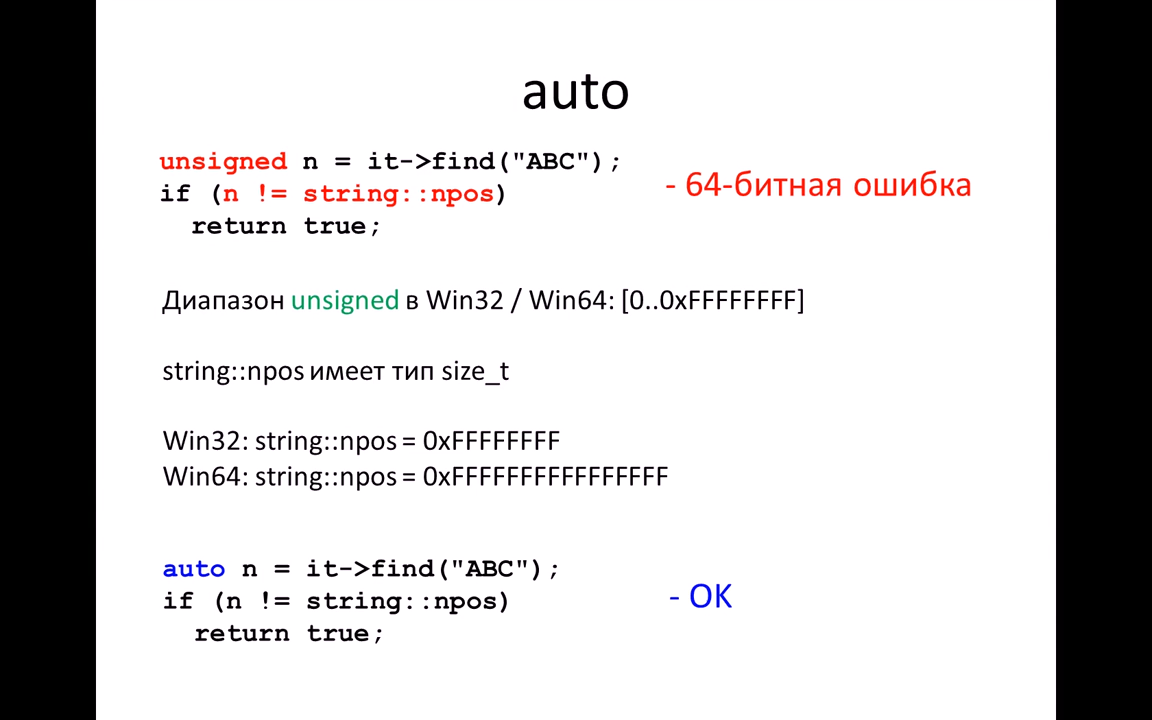 auto
unsigned n = it->find("ABC");
if (n != string::npos)
return true;
- 64-битная ошибка
Диапазон unsigned в Win32 / Win64: [0..0xFFFFFFFF]
string::npos имеет тип size_t
Win32: string::npos = 0xFFFFFFFF
Win64: string::npos = 0xFFFFFFFFFFFFFFFF
auto n = it->find("ABC");
if (n != string::npos)
return true;
- OK